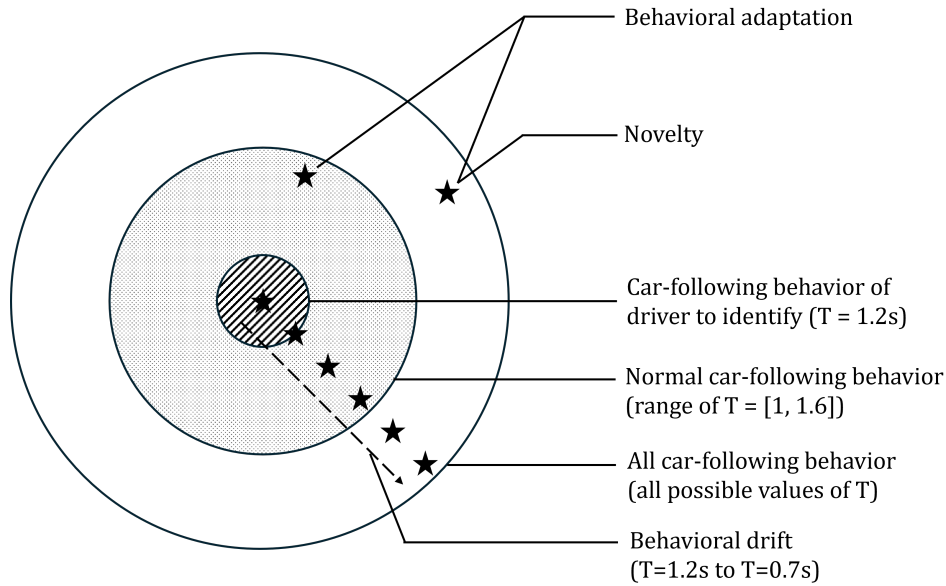 Behavioral adaptation
Novelty
Car-following behavior of
driver to identify (T = 1.2s)
Normal car-following behavior
(range of T = [1, 1.6])
All car-following behavior
(all possible values of T)
Behavioral drift
(T=1.2s to T=0.7s)